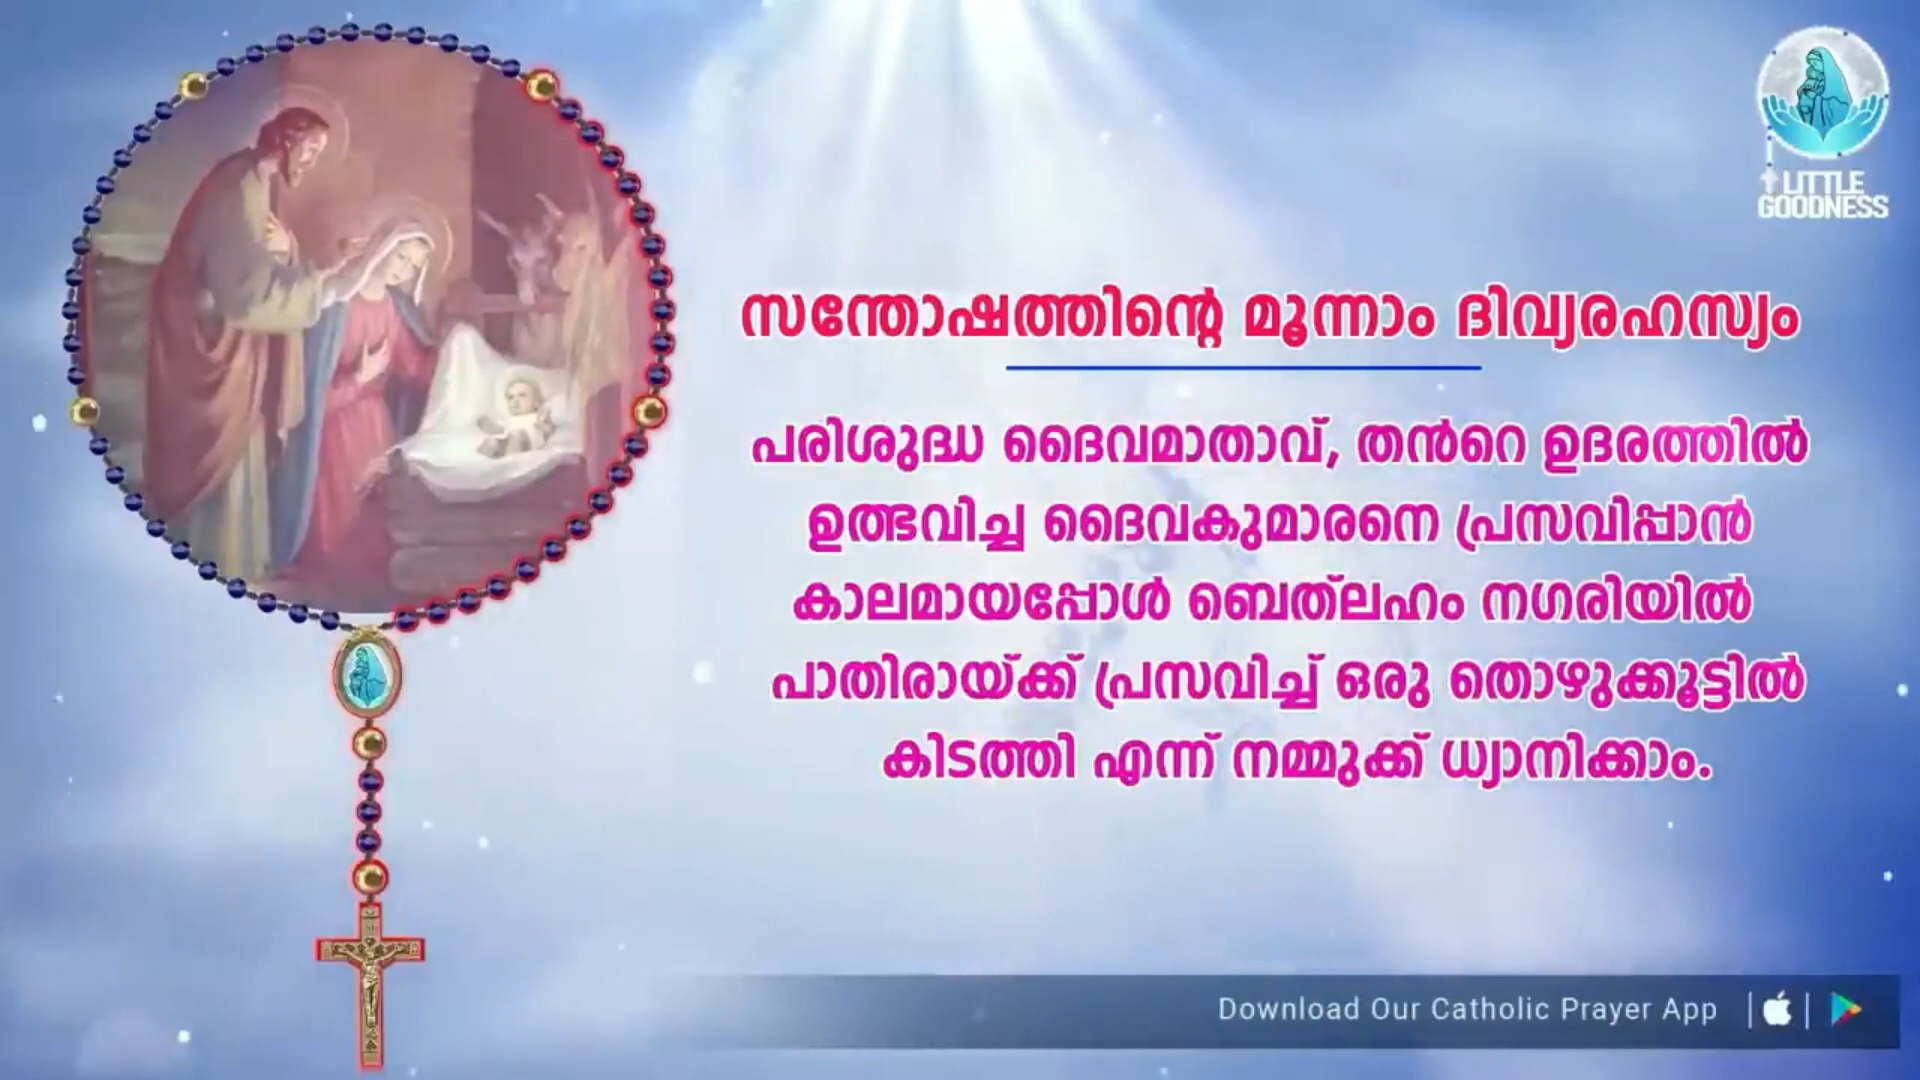 LITTLE
GOODNESS
സന്തോഷത്തിന്റെ മൂന്നാം ദിവ്യരഹസ്യം
പരിശുദ്ധ ദൈവമാതാവ്, തൻറെ ഉദരത്തിൽ
ഉത്ഭവിച്ച ദൈവകുമാരനെ പ്രസവിപ്പാൻ
കാലമായപ്പോൾ ബെത്‌ലഹം നഗരിയിൽ
പാതിരായ്ക്ക് പ്രസവിച്ച് ഒരു തൊഴുക്കൂട്ടിൽ
കിടത്തി എന്ന് നമ്മുക്ക് ധ്യാനിക്കാം.
Download Our Catholic Prayer App